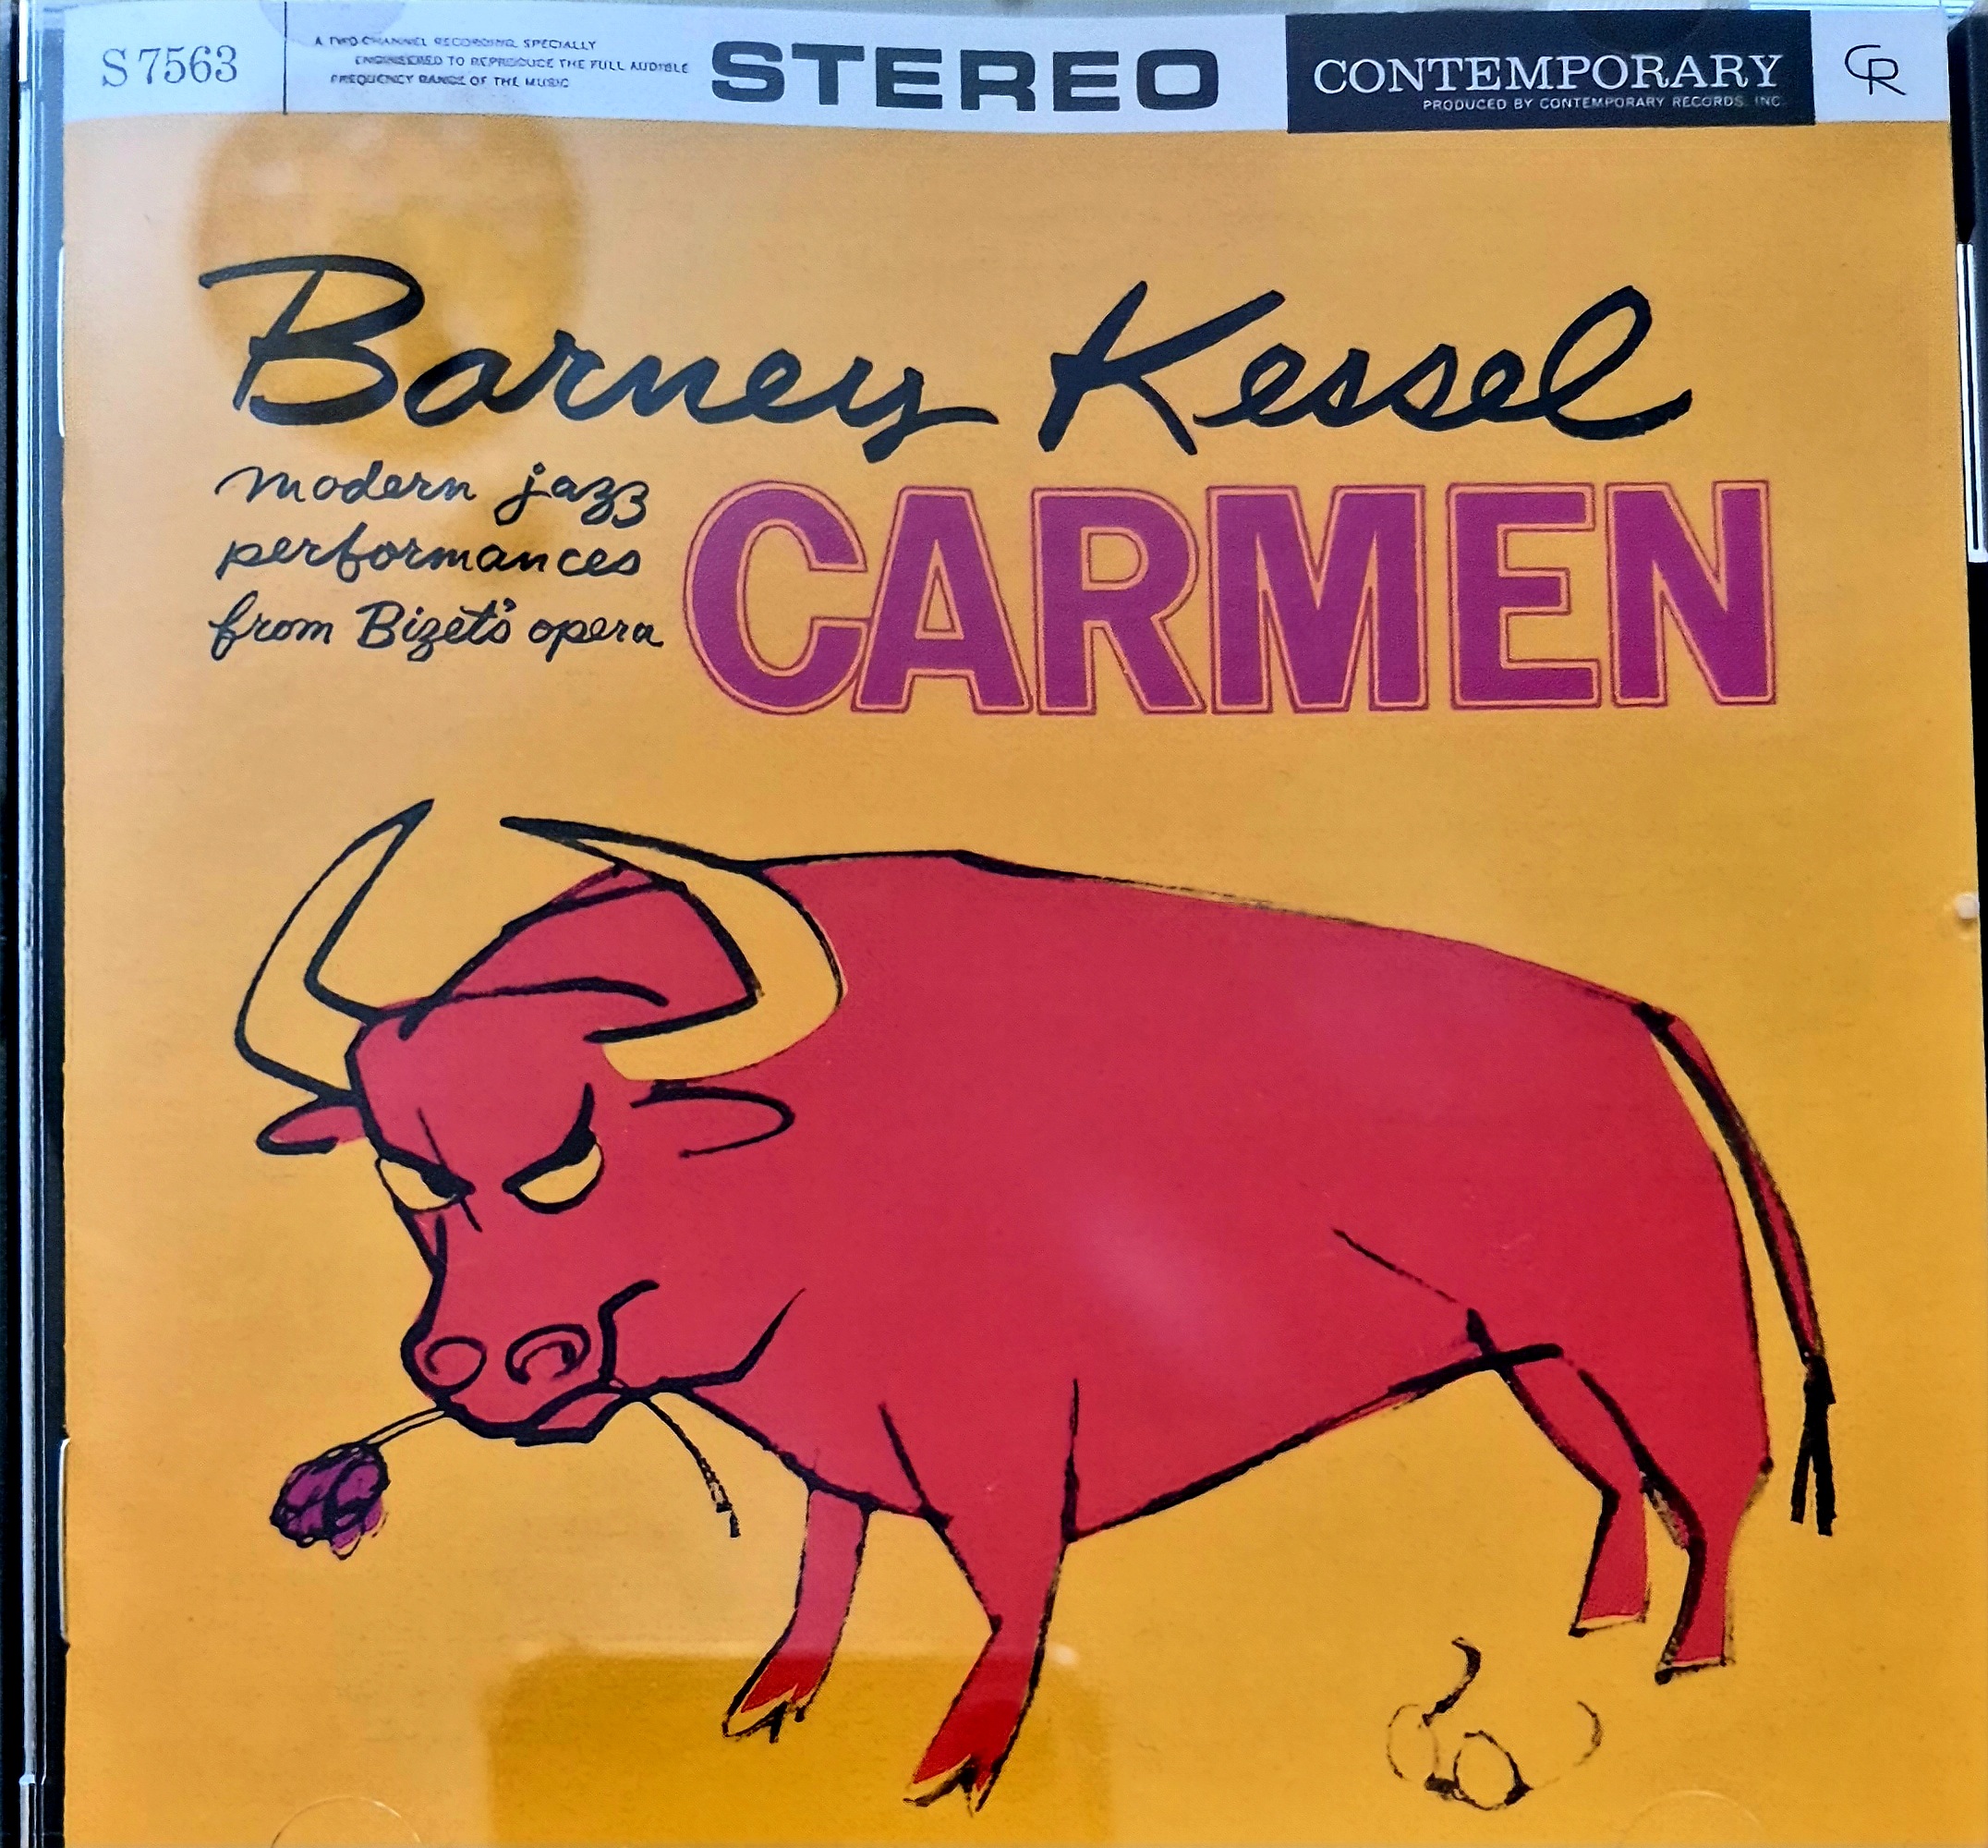 S 7563
A TWO-CHANNEL RECORDING SPECIALLY
ENGINEERED TO REPRODUCE THE FULL AUDIBLE
FREQUENCY RANGE OF THE MUSIC
STEREO
CONTEMPORARY
PRODUCED BY CONTEMPORARY RECORDS, INC.
CR
Barney Kessel
modern jazz
performances
from Bizet's opera
CARMEN